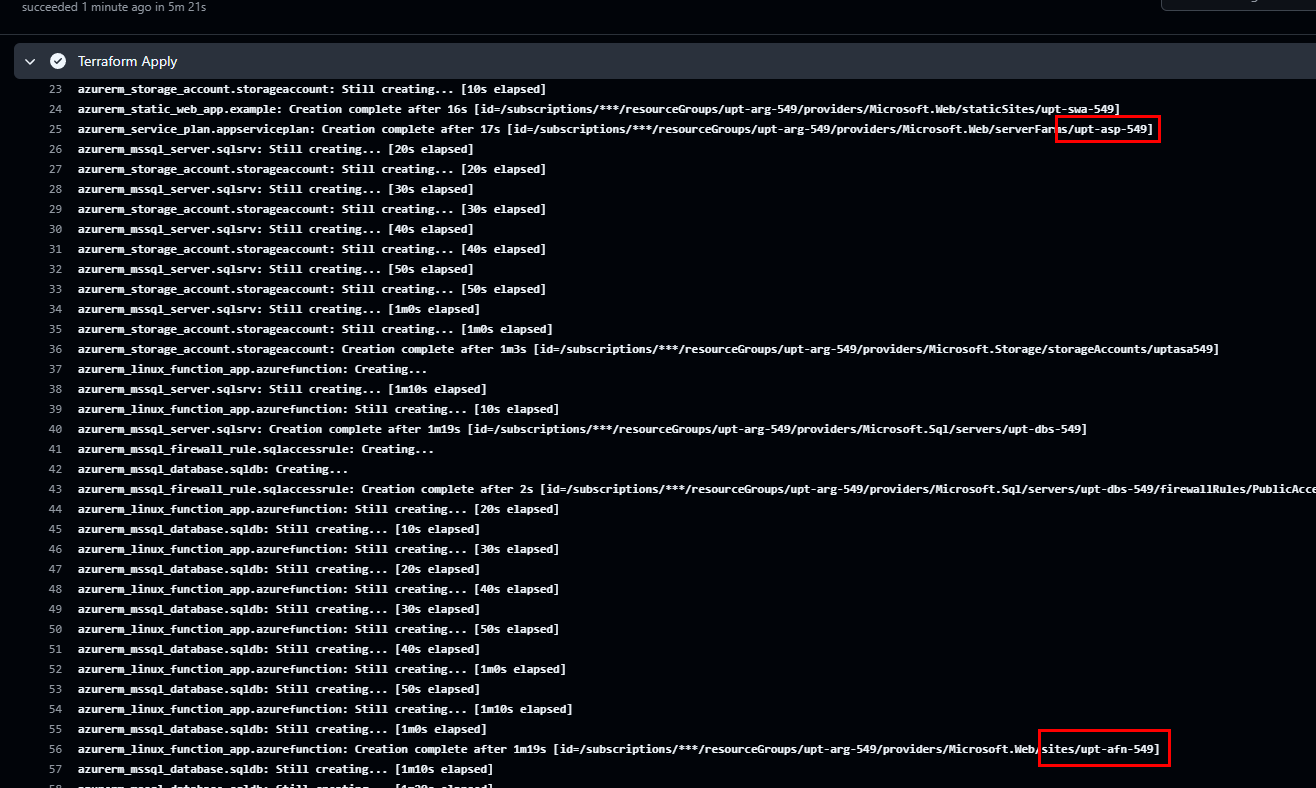 succeeded 1 minute ago in 5m 21s
Terraform Apply
23 azurerm_storage_account.storageaccount: Still creating... [10s elapsed]
24 azurerm_static_web_app.example: Creation complete after 16s [id=/subscriptions/***/resourceGroups/upt-arg-549/providers/Microsoft.Web/staticSites/upt-swa-549]
25 azurerm_service_plan.appserviceplan: Creation complete after 17s [id=/subscriptions/***/resourceGroups/upt-arg-549/providers/Microsoft.Web/serverFarms/upt-asp-549]
26 azurerm_mssql_server.sqlsrv: Still creating... [20s elapsed]
27 azurerm_storage_account.storageaccount: Still creating... [20s elapsed]
28 azurerm_mssql_server.sqlsrv: Still creating... [30s elapsed]
29 azurerm_storage_account.storageaccount: Still creating... [30s elapsed]
30 azurerm_mssql_server.sqlsrv: Still creating... [40s elapsed]
31 azurerm_storage_account.storageaccount: Still creating... [40s elapsed]
32 azurerm_mssql_server.sqlsrv: Still creating... [50s elapsed]
33 azurerm_storage_account.storageaccount: Still creating... [50s elapsed]
34 azurerm_mssql_server.sqlsrv: Still creating... [1m0s elapsed]
35 azurerm_storage_account.storageaccount: Still creating... [1m0s elapsed]
36 azurerm_storage_account.storageaccount: Creation complete after 1m3s [id=/subscriptions/***/resourceGroups/upt-arg-549/providers/Microsoft.Storage/storageAccounts/uptasa549]
37 azurerm_linux_function_app.azurefunction: Creating...
38 azurerm_mssql_server.sqlsrv: Still creating... [1m10s elapsed]
39 azurerm_linux_function_app.azurefunction: Still creating... [10s elapsed]
40 azurerm_mssql_server.sqlsrv: Creation complete after 1m19s [id=/subscriptions/***/resourceGroups/upt-arg-549/providers/Microsoft.Sql/servers/upt-dbs-549]
41 azurerm_mssql_firewall_rule.sqlaccessrule: Creating...
42 azurerm_mssql_database.sqldb: Creating...
43 azurerm_mssql_firewall_rule.sqlaccessrule: Creation complete after 2s [id=/subscriptions/***/resourceGroups/upt-arg-549/providers/Microsoft.Sql/servers/upt-dbs-549/firewallRules/PublicAcce
44 azurerm_linux_function_app.azurefunction: Still creating... [20s elapsed]
45 azurerm_mssql_database.sqldb: Still creating... [10s elapsed]
46 azurerm_linux_function_app.azurefunction: Still creating... [30s elapsed]
47 azurerm_mssql_database.sqldb: Still creating... [20s elapsed]
48 azurerm_linux_function_app.azurefunction: Still creating... [40s elapsed]
49 azurerm_mssql_database.sqldb: Still creating... [30s elapsed]
50 azurerm_linux_function_app.azurefunction: Still creating... [50s elapsed]
51 azurerm_mssql_database.sqldb: Still creating... [40s elapsed]
52 azurerm_linux_function_app.azurefunction: Still creating... [1m0s elapsed]
53 azurerm_mssql_database.sqldb: Still creating... [50s elapsed]
54 azurerm_linux_function_app.azurefunction: Still creating... [1m10s elapsed]
55 azurerm_mssql_database.sqldb: Still creating... [1m0s elapsed]
56 azurerm_linux_function_app.azurefunction: Creation complete after 1m19s [id=/subscriptions/***/resourceGroups/upt-arg-549/providers/Microsoft.Web/sites/upt-afn-549]
57 azurerm_mssql_database.sqldb: Still creating... [1m10s elapsed]